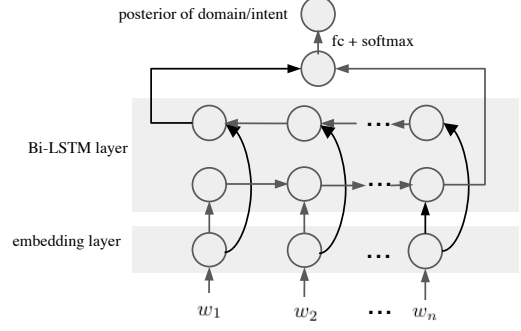 posterior of domain/intent
fc + softmax
...
Bi-LSTM layer
...
embedding layer
...
w1 w2 ... wn